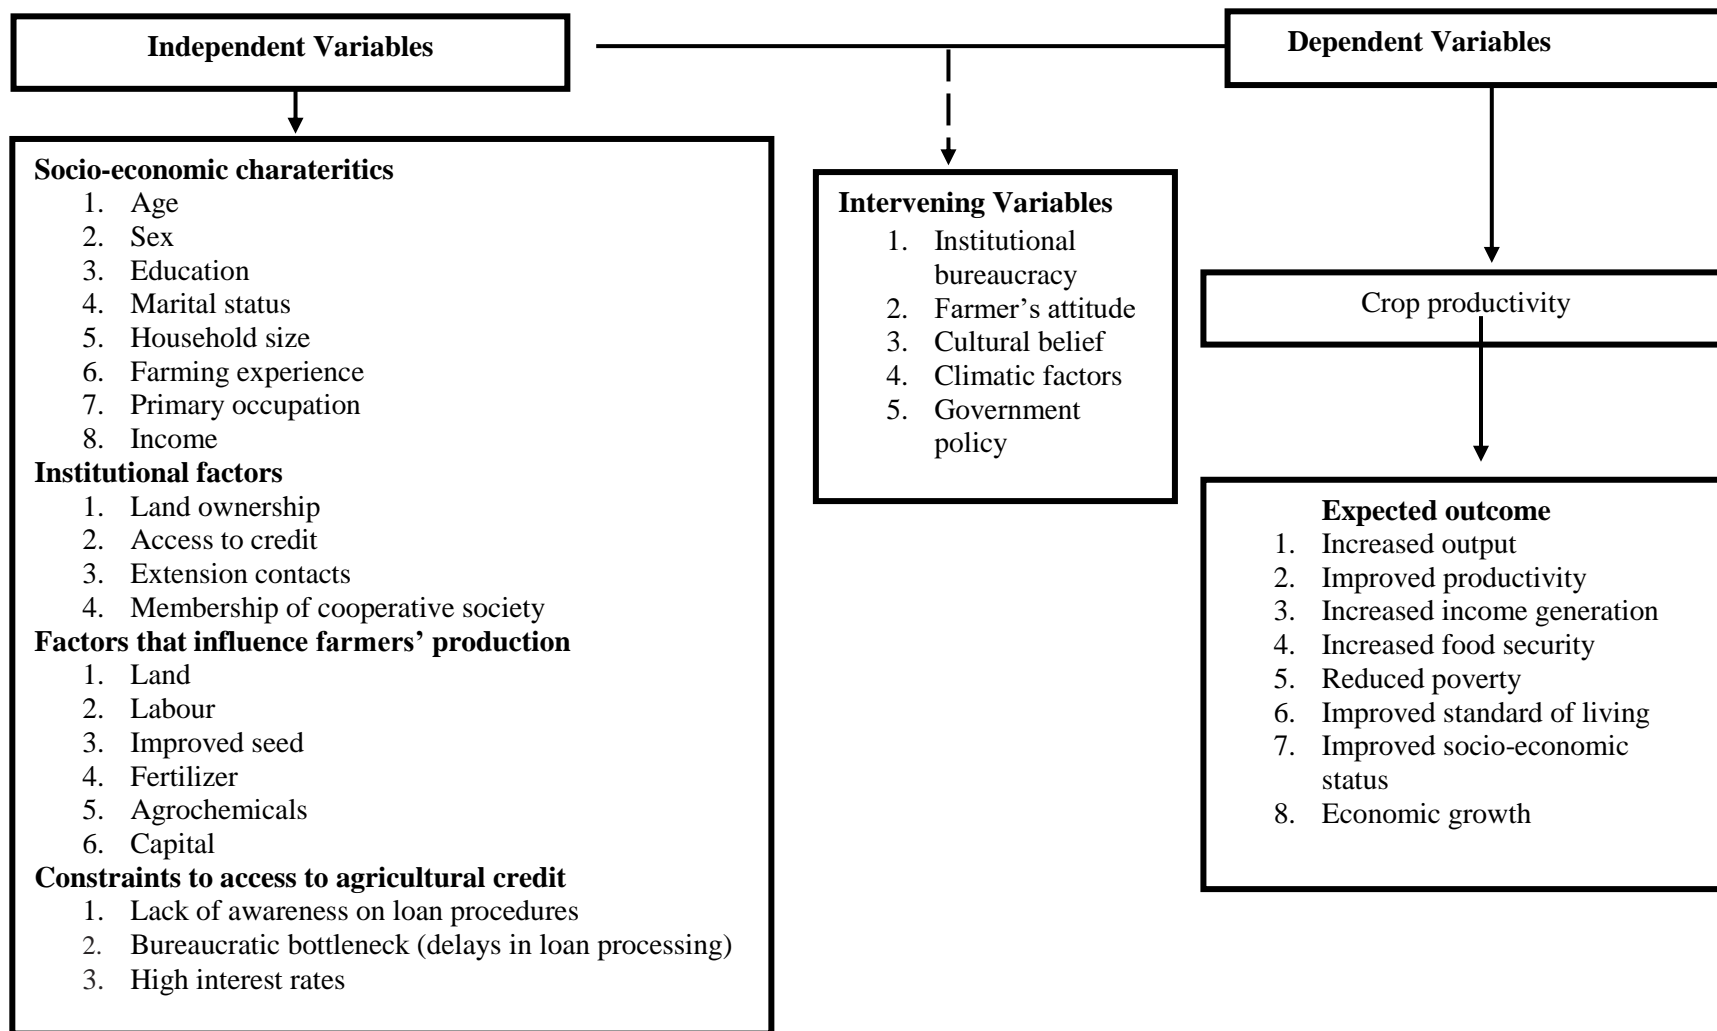 Independent Variables
Dependent Variables
Socio-economic charateritics
1. Age
2. Sex
3. Education
4. Marital status
5. Household size
6. Farming experience
7. Primary occupation
8. Income
Institutional factors
1. Land ownership
2. Access to credit
3. Extension contacts
4. Membership of cooperative society
Factors that influence farmers’ production
1. Land
2. Labour
3. Improved seed
4. Fertilizer
5. Agrochemicals
6. Capital
Constraints to access to agricultural credit
1. Lack of awareness on loan procedures
2. Bureaucratic bottleneck (delays in loan processing)
3. High interest rates
Intervening Variables
1. Institutional
bureaucracy
2. Farmer’s attitude
3. Cultural belief
4. Climatic factors
5. Government
policy
Crop productivity
Expected outcome
1. Increased output
2. Improved productivity
3. Increased income generation
4. Increased food security
5. Reduced poverty
6. Improved standard of living
7. Improved socio-economic
status
8. Economic growth